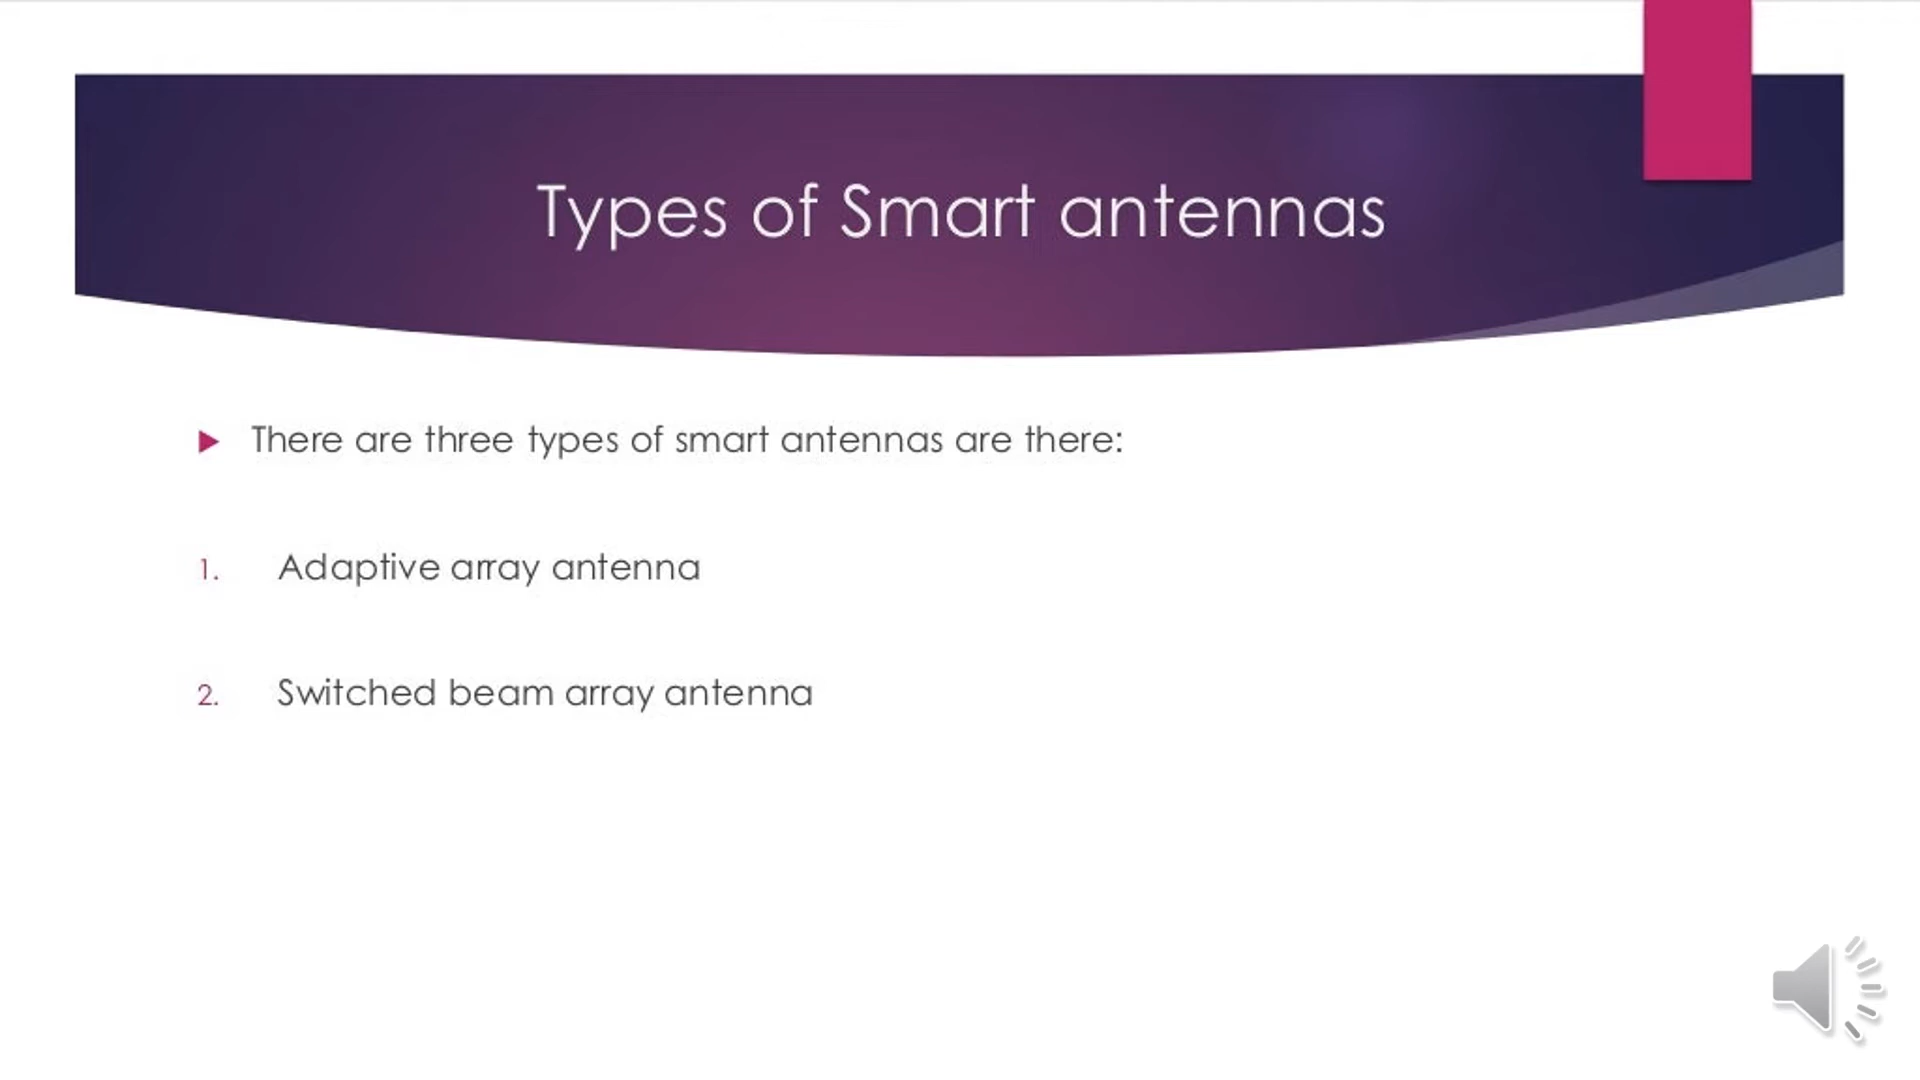 Types of Smart antennas
There are three types of smart antennas are there:
1. Adaptive array antenna
2. Switched beam array antenna